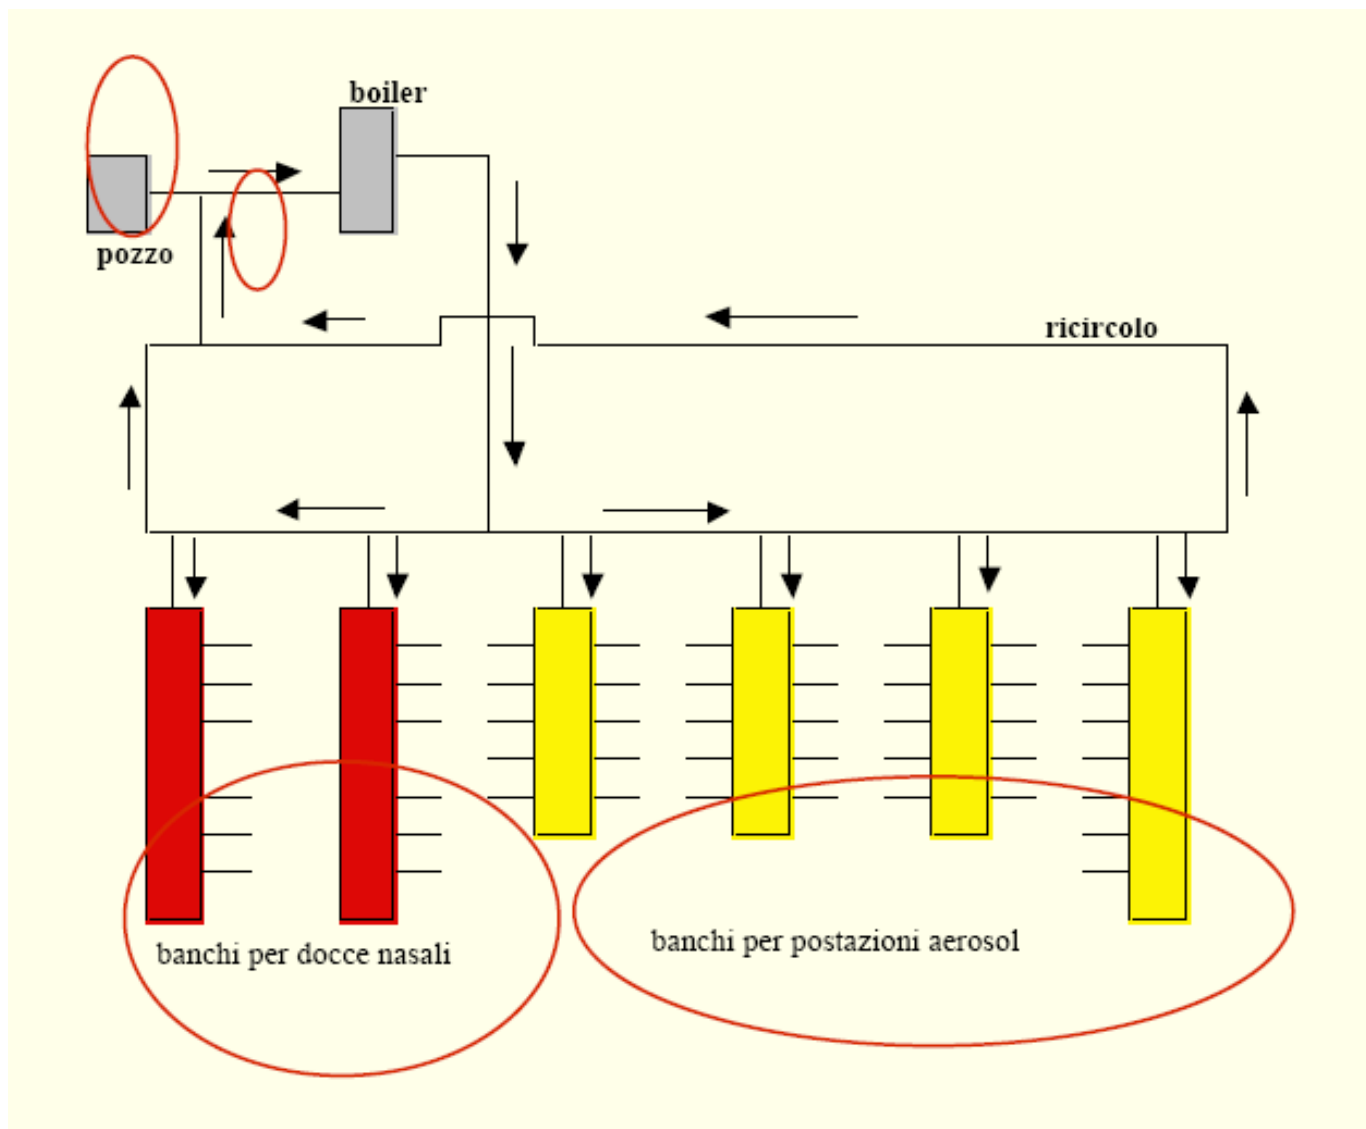 boiler
pozzo
ricircolo
banchi per docce nasali
banchi per postazioni aerosol